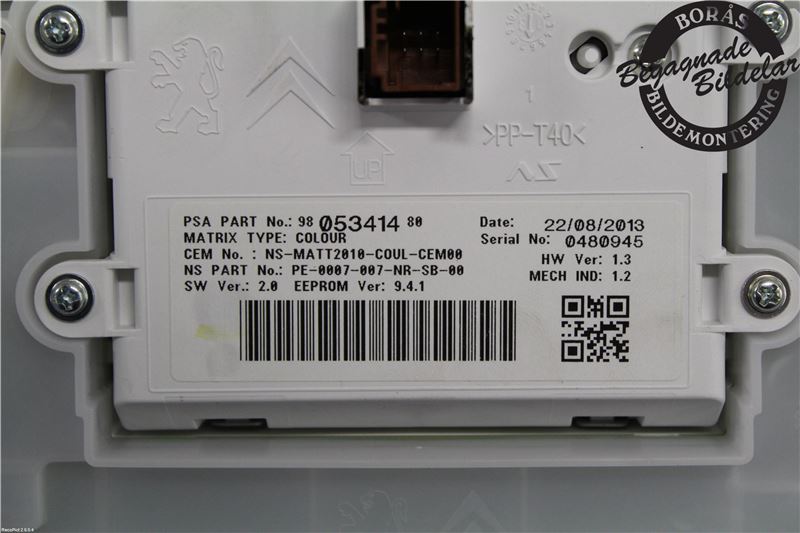 BORÅS
Begagnade
Bildelar
BILDEMONTERING
1
>PP-T40<
UP
PSA PART No.: 98 053414 80
MATRIX TYPE: COLOUR
CEM No. : NS-MATT2010-COUL-CEM00
NS PART No.: PE-0007-007-NR-SB-00
SW Ver.: 2.0 EEPROM Ver: 9.4.1
Date: 22/08/2013
Serial No: 0480945
HW Ver: 1.3
MECH IND: 1.2